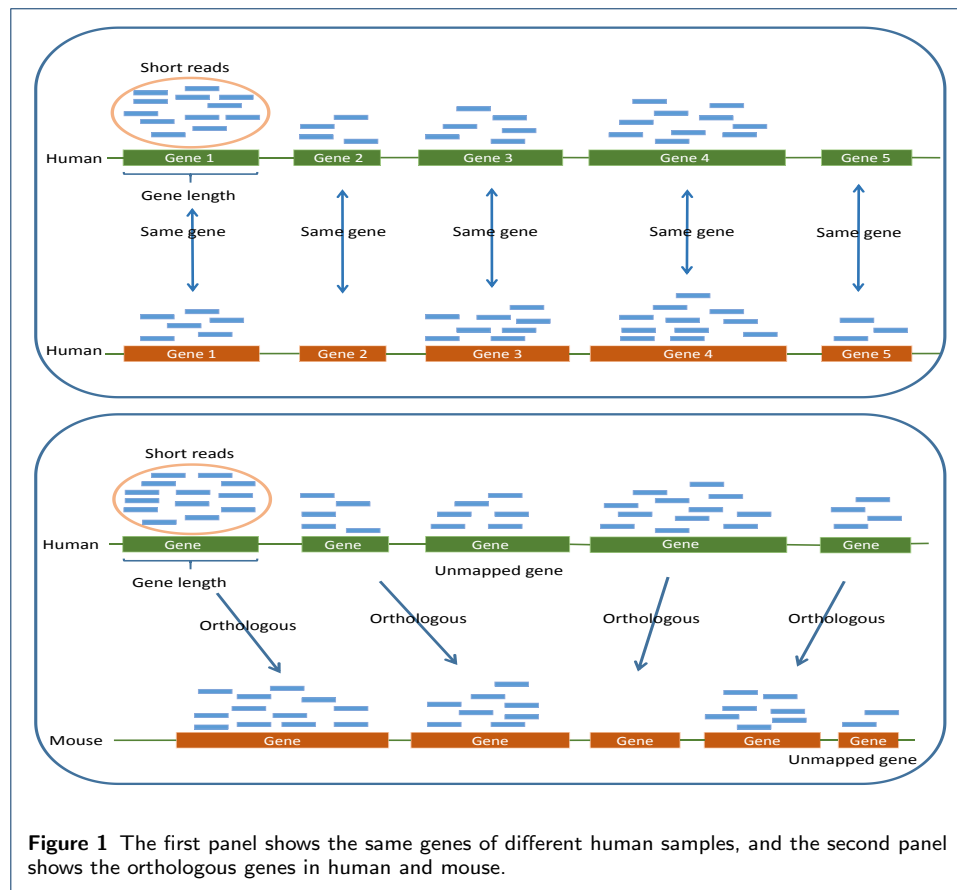 Short reads
Human Gene 1 Gene 2 Gene 3 Gene 4 Gene 5
Gene length
Same gene Same gene Same gene Same gene Same gene
Human Gene 1 Gene 2 Gene 3 Gene 4 Gene 5
Short reads
Human Gene Gene Gene Gene Gene
Unmapped gene
Gene length
Orthologous Orthologous Orthologous Orthologous
Mouse Gene Gene Gene Gene Gene
Unmapped gene
Figure 1 The first panel shows the same genes of different human samples, and the second panel
shows the orthologous genes in human and mouse.